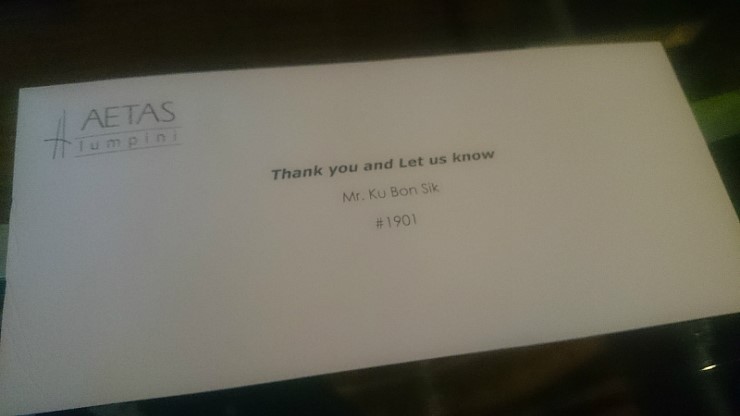 AETAS
lumpini
Thank you and Let us know
Mr. Ku Bon Sik
#1901